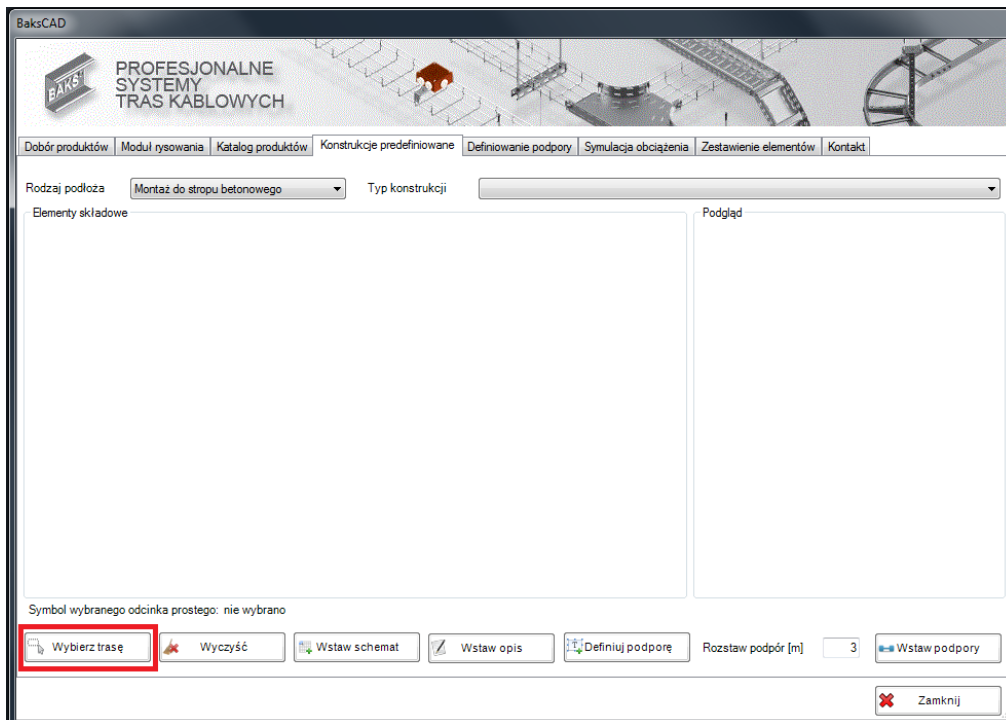 BaksCAD
BAKS
PROFESJONALNE
SYSTEMY
TRAS KABLOWYCH
Dobór produktów Moduł rysowania Katalog produktów Konstrukcje predefiniowane Definiowanie podpory Symulacja obciążenia Zestawienie elementów Kontakt
Rodzaj podłoża Montaż do stropu betonowego Typ konstrukcji
Elementy składowe Podgląd
Symbol wybranego odcinka prostego: nie wybrano
Wybierz trasę Wyczyść Wstaw schemat Wstaw opis Definiuj podporę Rozstaw podpór [m] 3 Wstaw podpory
Zamknij